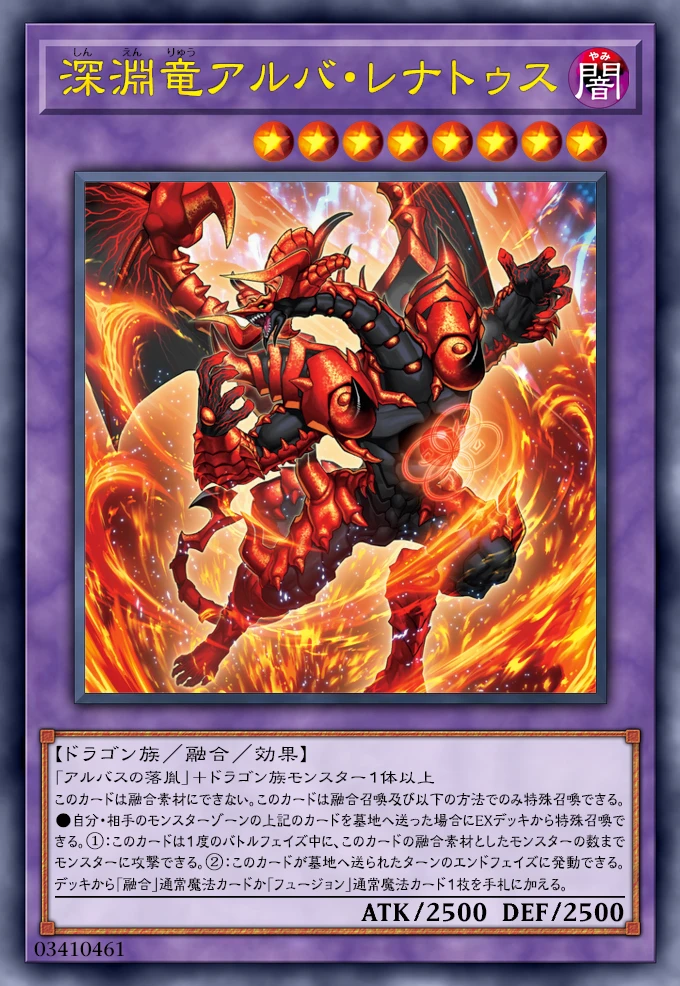 しん えん りゅう
深淵竜アルバ・レナトゥス
やみ
闇
【ドラゴン族／融合／効果】
「アルバスの落胤」＋ドラゴン族モンスター１体以上
このカードは融合素材にできない。このカードは融合召喚及び以下の方法でのみ特殊召喚できる。
●自分・相手のモンスターゾーンの上記のカードを墓地へ送った場合にEXデッキから特殊召喚で
きる。①：このカードは１度のバトルフェイズ中に、このカードの融合素材としたモンスターの数まで
モンスターに攻撃できる。②：このカードが墓地へ送られたターンのエンドフェイズに発動できる。
デッキから「融合」通常魔法カードか「フュージョン」通常魔法カード１枚を手札に加える。
ATK/2500 DEF/2500
03410461